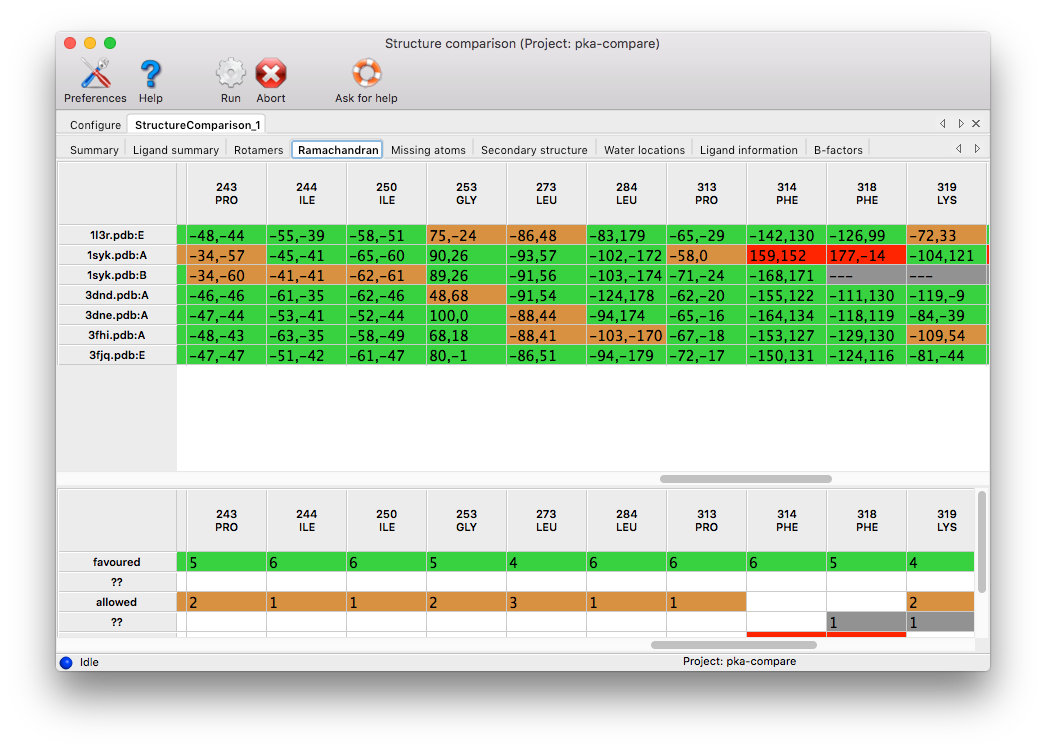 Structure comparison (Project: pka-compare)
Preferences Help Run Abort Ask for help
Configure StructureComparison_1
Summary Ligand summary Rotamers Ramachandran Missing atoms Secondary structure Water locations Ligand information B-factors
243 244 250 253 273 284 313 314 318 319
PRO ILE ILE GLY LEU LEU PRO PHE PHE LYS
1l3r.pdb:E -48,-44 -55,-39 -58,-51 75,-24 -86,48 -83,179 -65,-29 -142,130 -126,99 -72,33
1syk.pdb:A -34,-57 -45,-41 -65,-60 90,26 -93,57 -102,-172 -58,0 159,152 177,-14 -104,121
1syk.pdb:B -34,-60 -41,-41 -62,-61 89,26 -91,56 -103,-174 -71,-24 -168,171 --- ---
3dnd.pdb:A -46,-46 -61,-35 -62,-46 48,68 -91,54 -124,178 -62,-20 -155,122 -111,130 -119,-9
3dne.pdb:A -47,-44 -53,-41 -52,-44 100,0 -88,44 -94,174 -65,-16 -164,134 -118,119 -84,-39
3fhi.pdb:A -48,-43 -63,-35 -58,-49 68,18 -88,41 -103,-170 -67,-18 -153,127 -129,130 -109,54
3fjq.pdb:E -47,-47 -51,-42 -61,-47 80,-1 -86,51 -94,-179 -72,-17 -150,131 -124,116 -81,-44
243 244 250 253 273 284 313 314 318 319
PRO ILE ILE GLY LEU LEU PRO PHE PHE LYS
favoured 5 6 6 5 4 6 6 6 5 4
??
allowed 2 1 1 2 3 1 1 2
?? 1 1
Idle Project: pka-compare